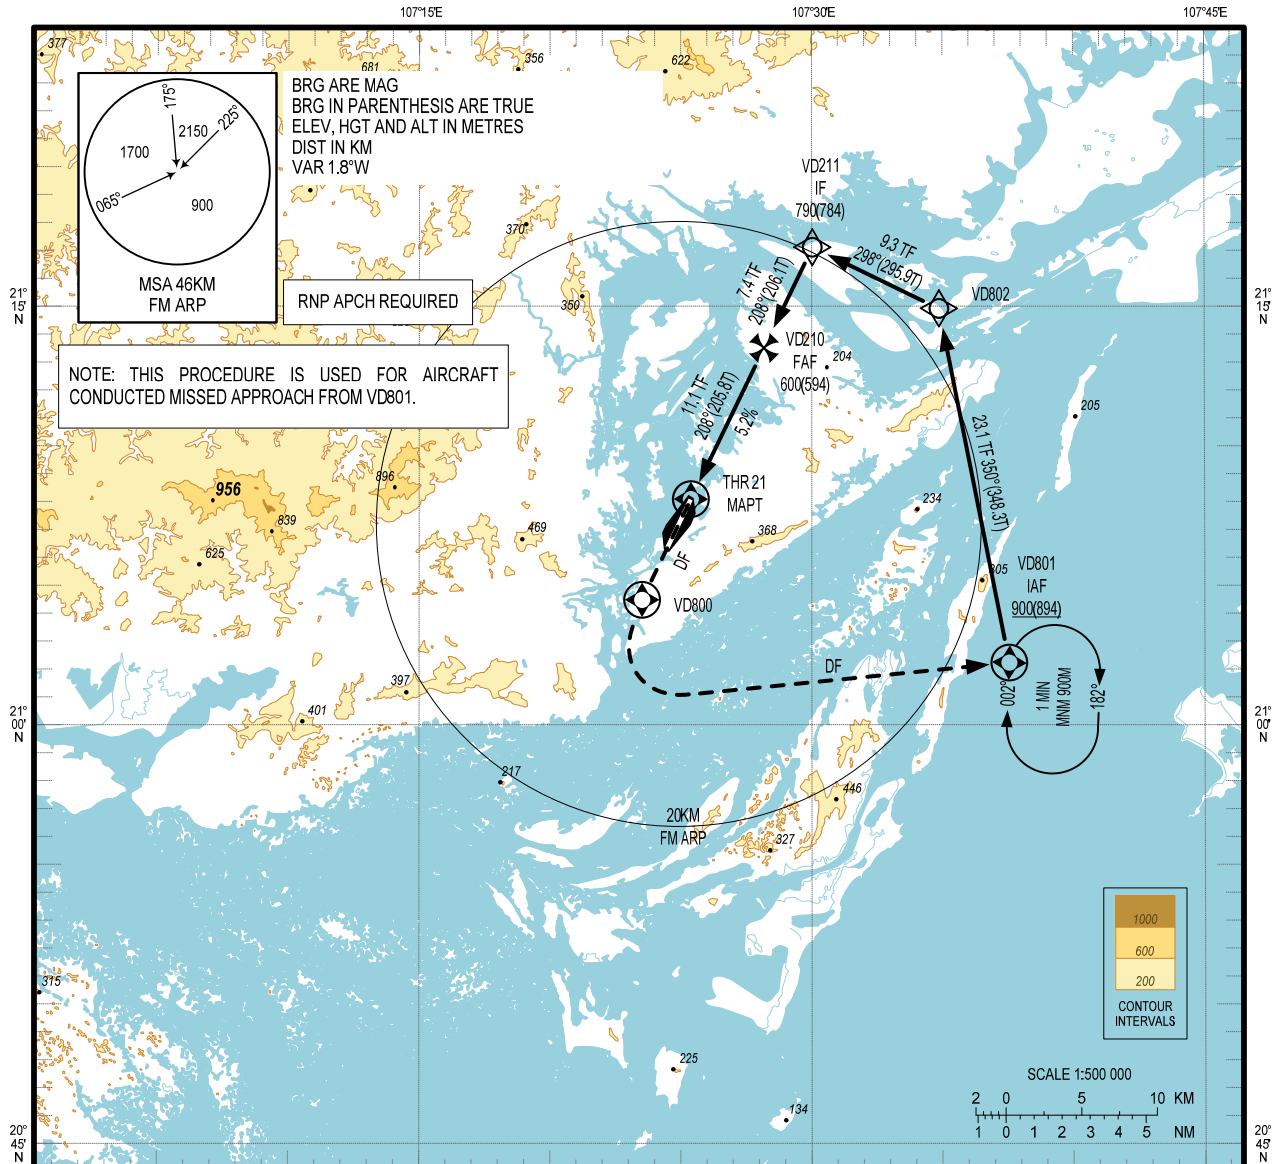 107°15'E
107°30'E
107°45'E
377
681
356
622
BRG ARE MAG
BRG IN PARENTHESIS ARE TRUE
ELEV, HGT AND ALT IN METRES
DIST IN KM
VAR 1.8°W
175°
225°
2150
1700
065°
900
MSA 46KM
FM ARP
370
350
VD211
IF
790(784)
9.3 TF
298°(295.9T)
VD802
7.4 TF
208°(206.1T)
21°
15'
N
21°
15'
N
RNP APCH REQUIRED
NOTE: THIS PROCEDURE IS USED FOR AIRCRAFT
CONDUCTED MISSED APPROACH FROM VD801.
VD210
FAF
600(594)
204
205
11.1 TF
208°(205.8T)
5.2%
23.1 TF 350°(348.3T)
956
896
839
625
469
THR 21
MAPT
368
234
DF
VD800
305
VD801
IAF
900(894)
DF
002°
1 MIN
MNM 900M
182°
397
401
21°
00'
N
21°
00'
N
217
446
20KM
FM ARP
327
315
225
134
1000
600
200
CONTOUR
INTERVALS
SCALE 1:500 000
2 0 5 10 KM
1 0 1 2 3 4 5 NM
20°
45'
N
20°
45'
N